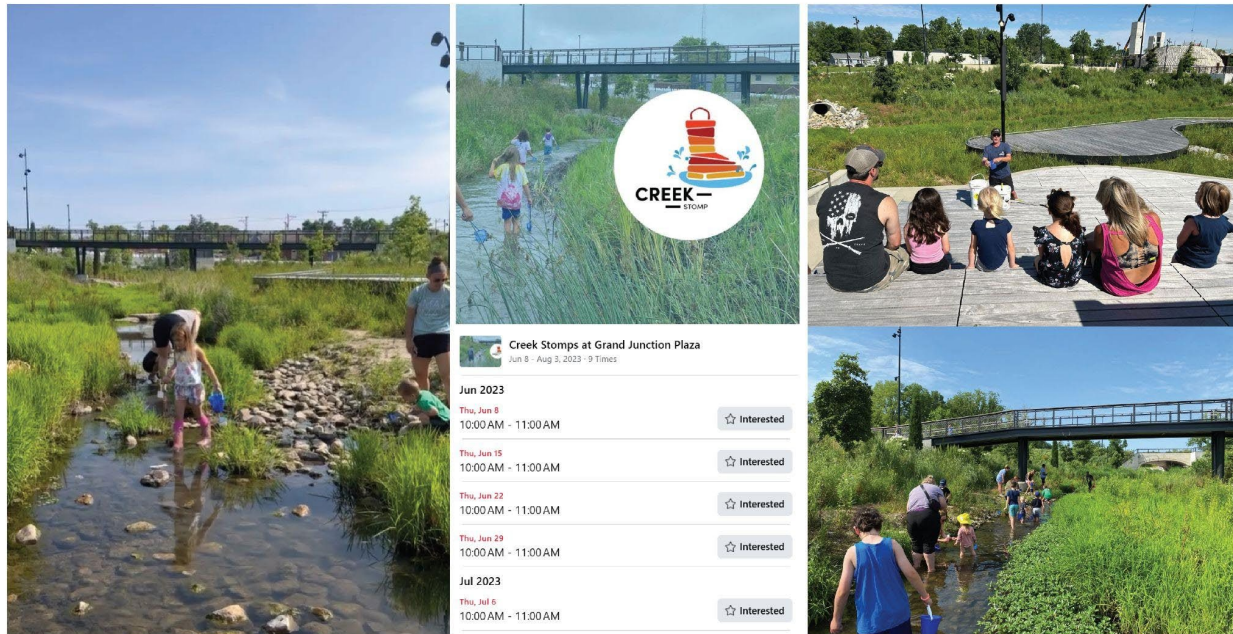 CREEK
STOMP
Creek Stomps at Grand Junction Plaza
Jun 8 - Aug 3, 2023 · 9 Times
Jun 2023
Thu, Jun 8
10:00 AM - 11:00 AM
Interested
Thu, Jun 15
10:00 AM - 11:00 AM
Interested
Thu, Jun 22
10:00 AM - 11:00 AM
Interested
Thu, Jun 29
10:00 AM - 11:00 AM
Interested
Jul 2023
Thu, Jul 6
10:00 AM - 11:00 AM
Interested